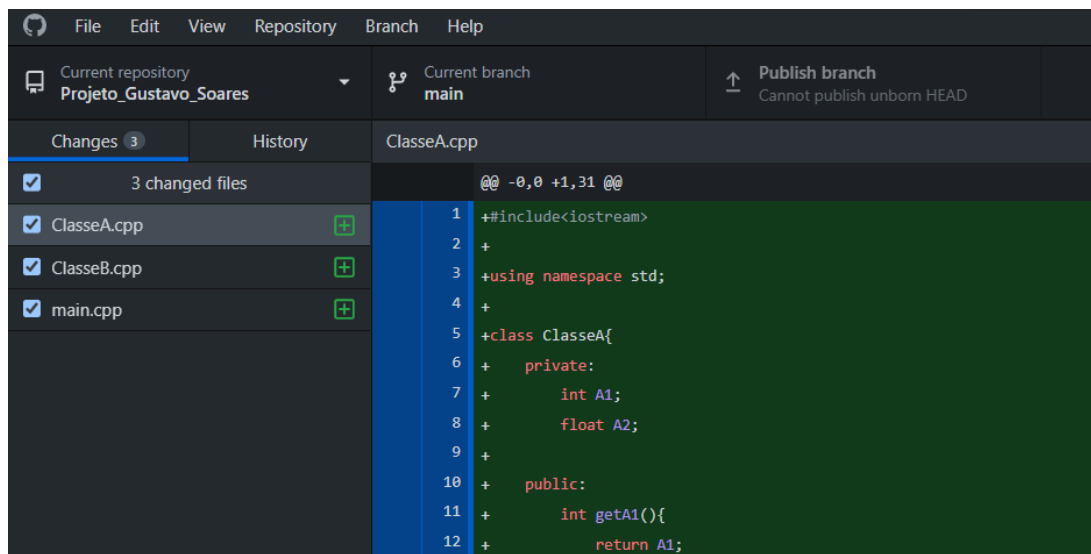 File Edit View Repository Branch Help
Current repository
Projeto_Gustavo_Soares
Current branch
main
Publish branch
Cannot publish unborn HEAD
Changes 3 History
3 changed files
ClasseA.cpp
ClasseB.cpp
main.cpp
ClasseA.cpp
@@ -0,0 +1,31 @@
1 +#include<iostream>
2 +
3 +using namespace std;
4 +
5 +class ClasseA{
6 +    private:
7 +        int A1;
8 +        float A2;
9 +
10 +    public:
11 +        int getA1(){
12 +            return A1;